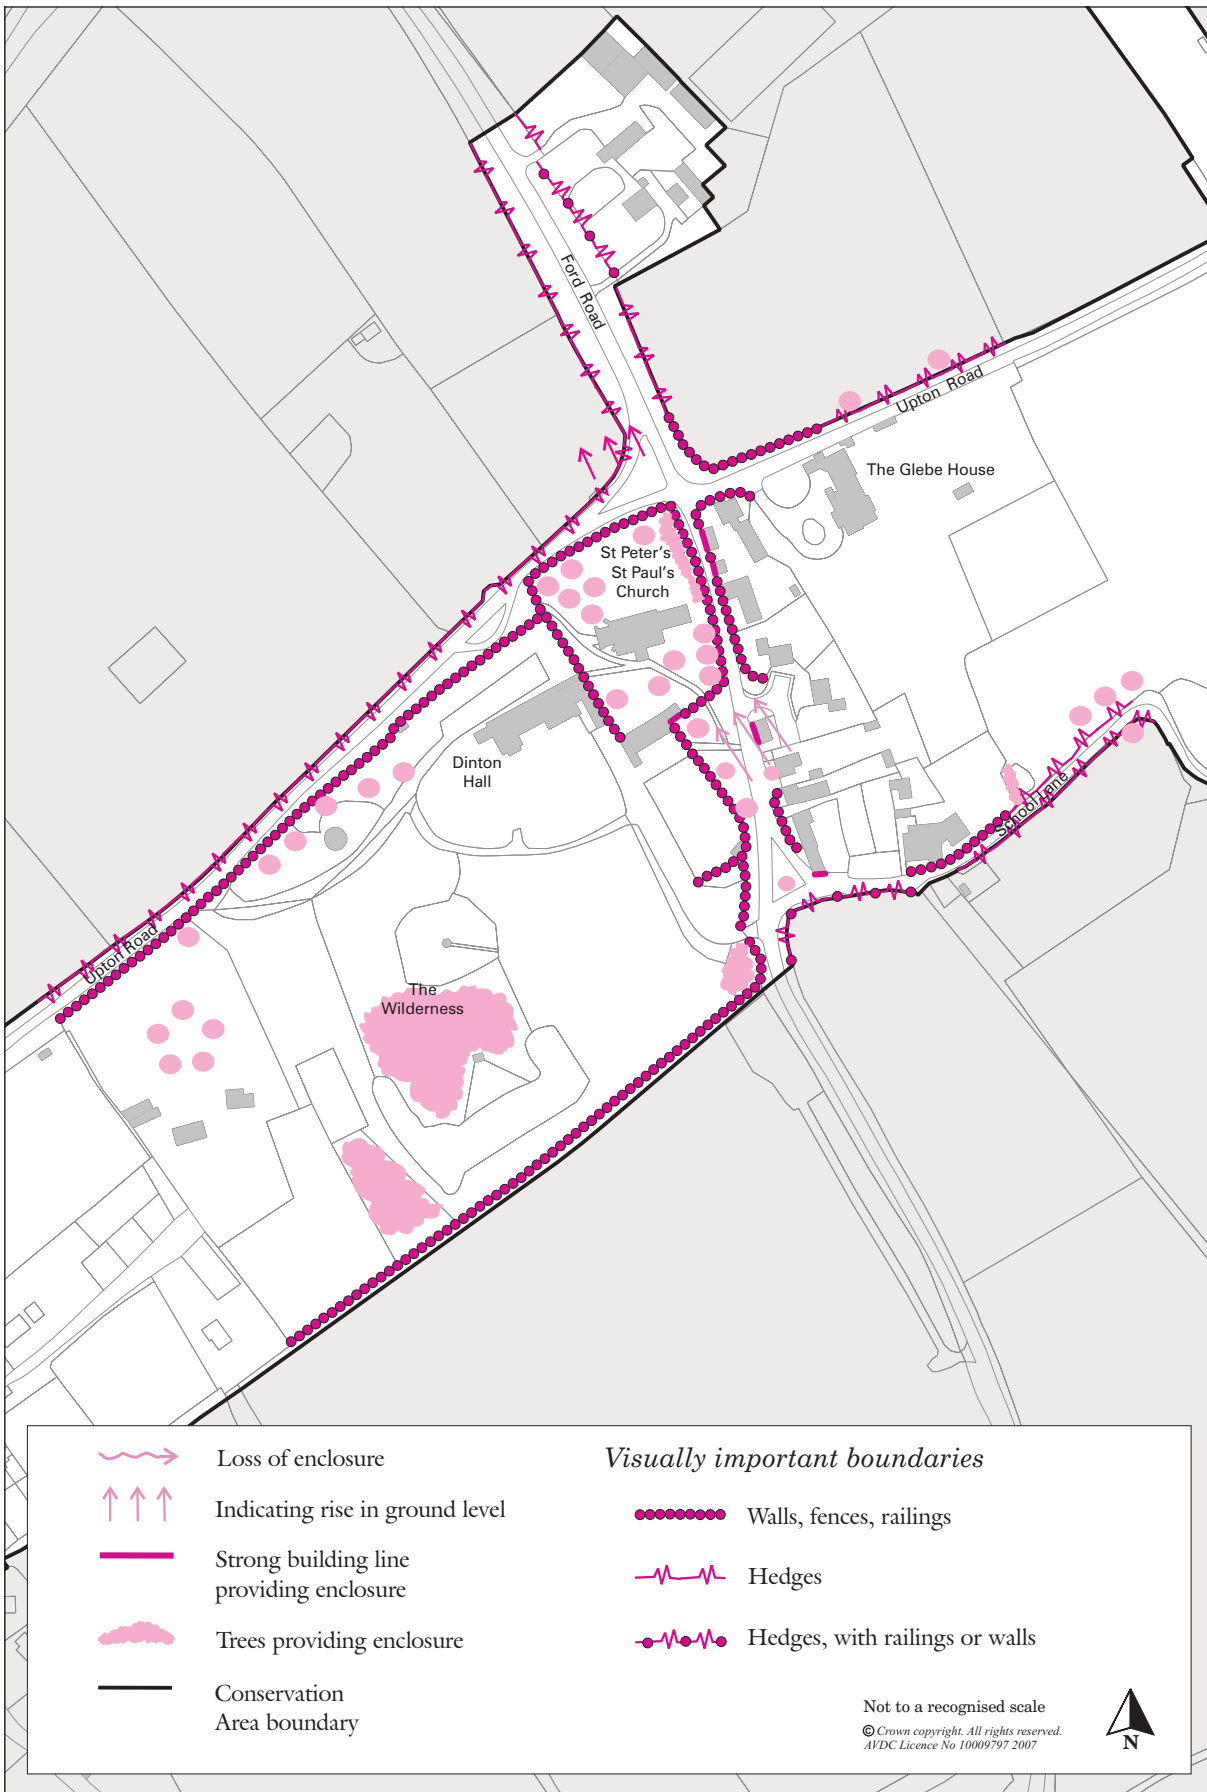 Ford Road
Upton Road
The Glebe House
St Peter's
St Paul's
Church
Dinton
Hall
School Lane
Upton Road
The
Wilderness
Loss of enclosure
Indicating rise in ground level
Strong building line
providing enclosure
Trees providing enclosure
Conservation
Area boundary
Visually important boundaries
Walls, fences, railings
Hedges
Hedges, with railings or walls
Not to a recognised scale
© Crown copyright. All rights reserved.
AVDC Licence No 10009797 2007
N